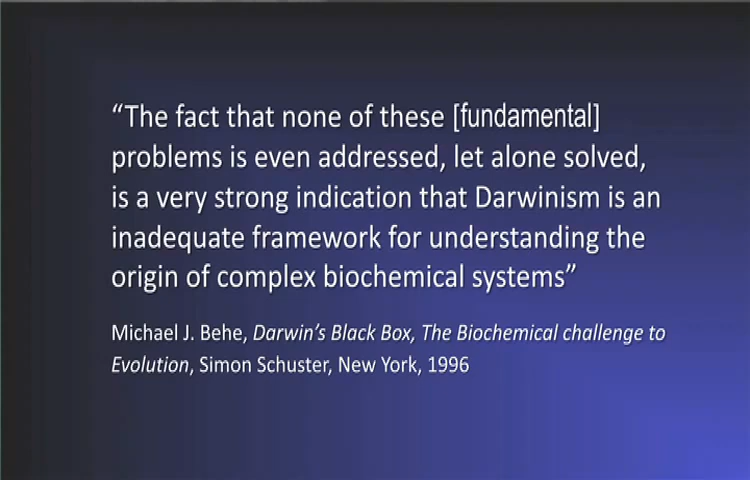 “The fact that none of these [fundamental]
problems is even addressed, let alone solved,
is a very strong indication that Darwinism is an
inadequate framework for understanding the
origin of complex biochemical systems”
Michael J. Behe, Darwin’s Black Box, The Biochemical challenge to
Evolution, Simon Schuster, New York, 1996